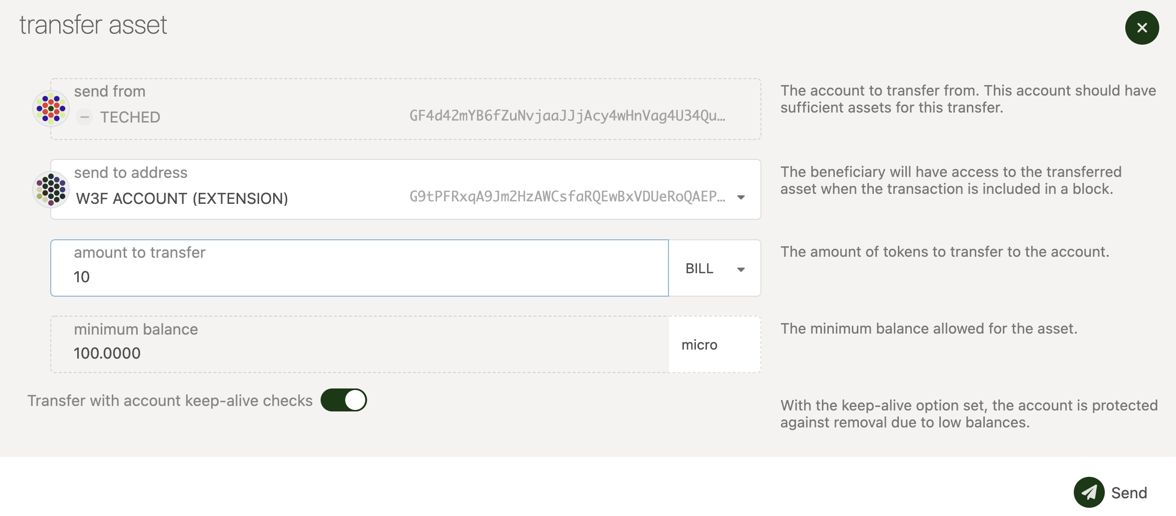 transfer asset
send from
TECHED
GF4d42mYB6fZuNvjaaJJjAcy4wHnVag4U34Qu…
The account to transfer from. This account should have
sufficient assets for this transfer.
send to address
W3F ACCOUNT (EXTENSION)
G9tPFRxqA9Jm2HzAWCsfaRQEwBxVDUeRoQAEP…
The beneficiary will have access to the transferred
asset when the transaction is included in a block.
amount to transfer
10
BILL
The amount of tokens to transfer to the account.
minimum balance
100.0000
micro
The minimum balance allowed for the asset.
Transfer with account keep-alive checks
With the keep-alive option set, the account is protected
against removal due to low balances.
Send